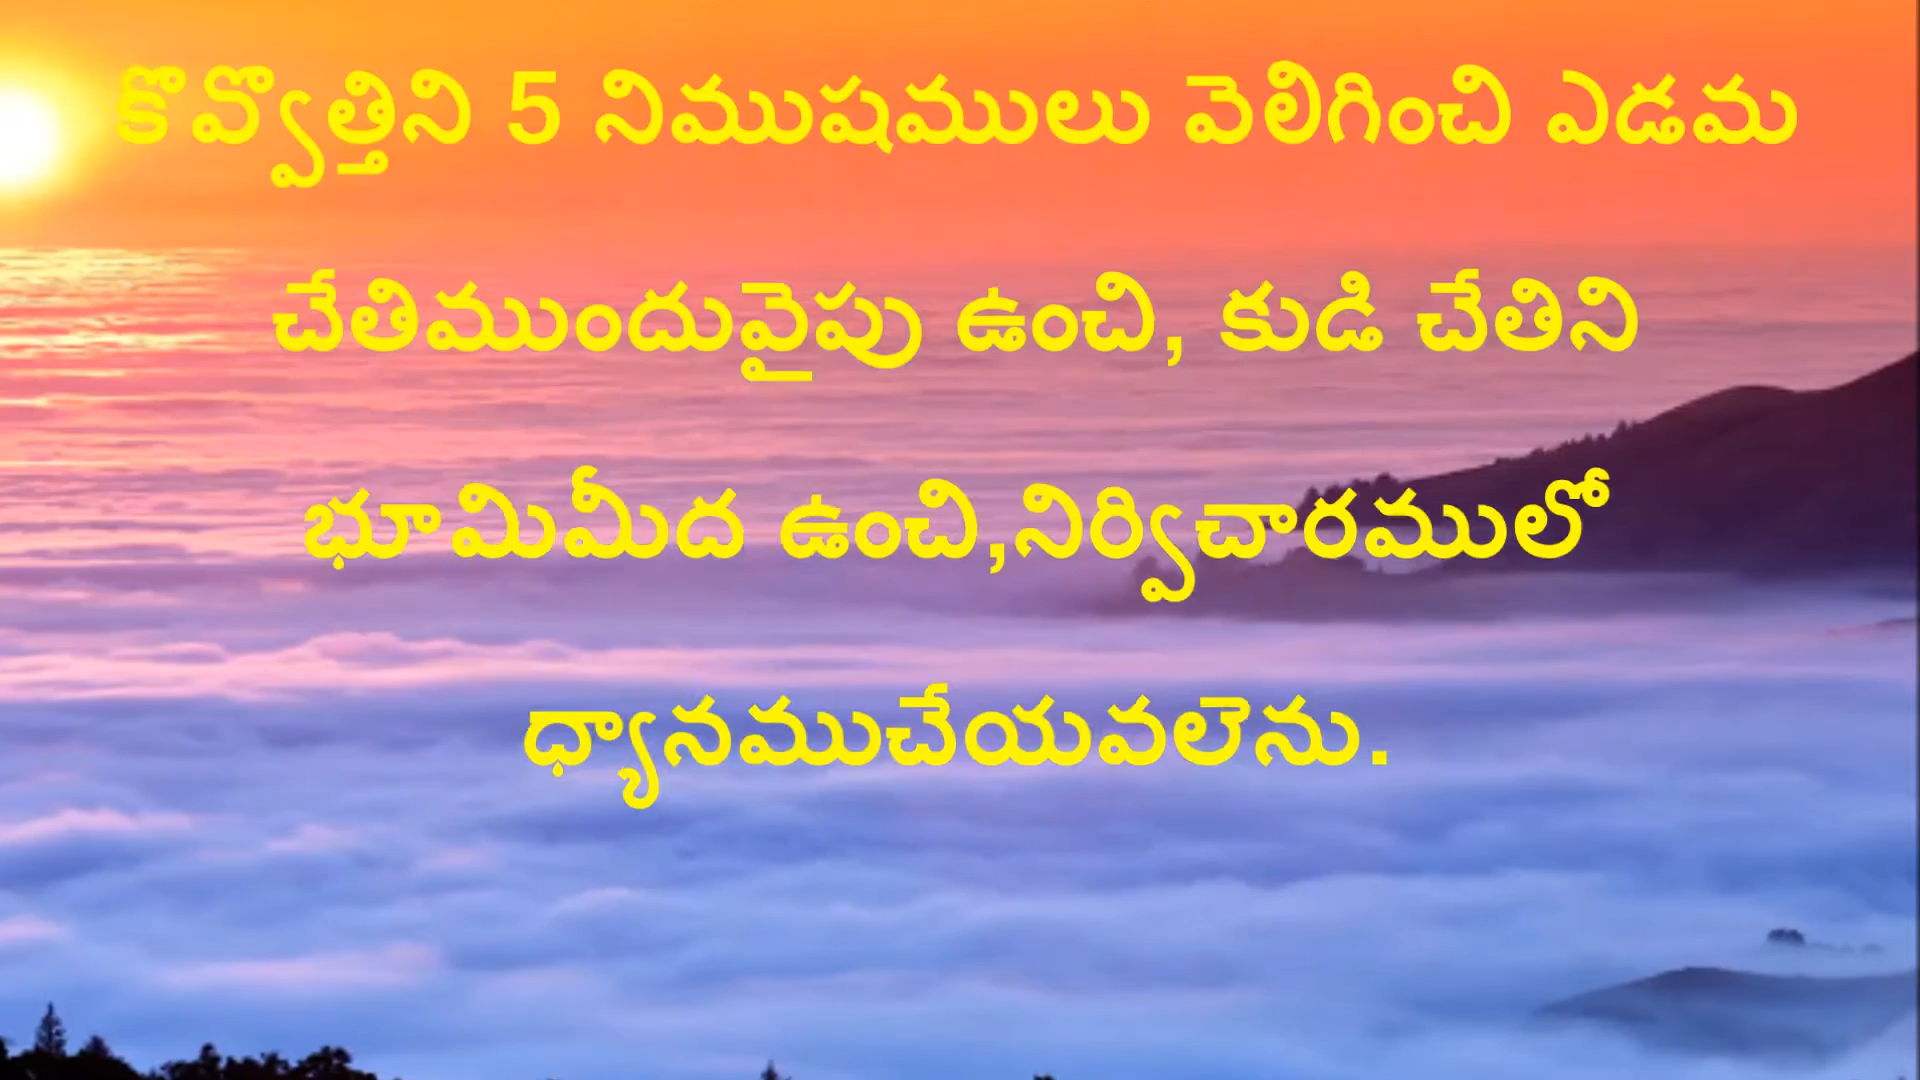 కొవ్వొత్తిని 5 నిముషములు వెలిగించి ఎడమ
చేతిముందువైపు ఉంచి, కుడి చేతిని
భూమిమీద ఉంచి,నిర్విచారములో
ధ్యానముచేయవలెను.